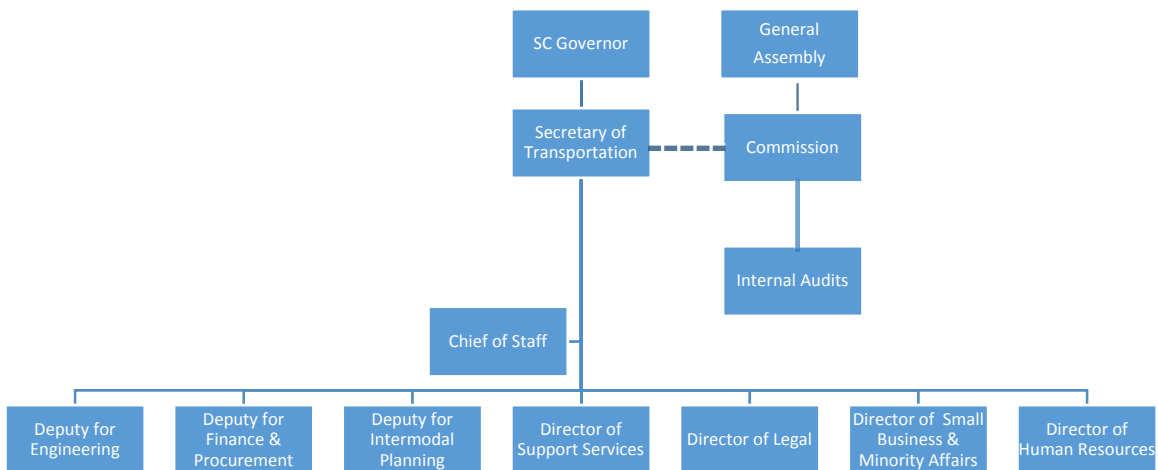 SC Governor
General
Assembly
Secretary of
Transportation
Commission
Internal Audits
Chief of Staff
Deputy for
Engineering
Deputy for
Finance &
Procurement
Deputy for
Intermodal
Planning
Director of
Support Services
Director of Legal
Director of  Small
Business &
Minority Affairs
Director of
Human Resources